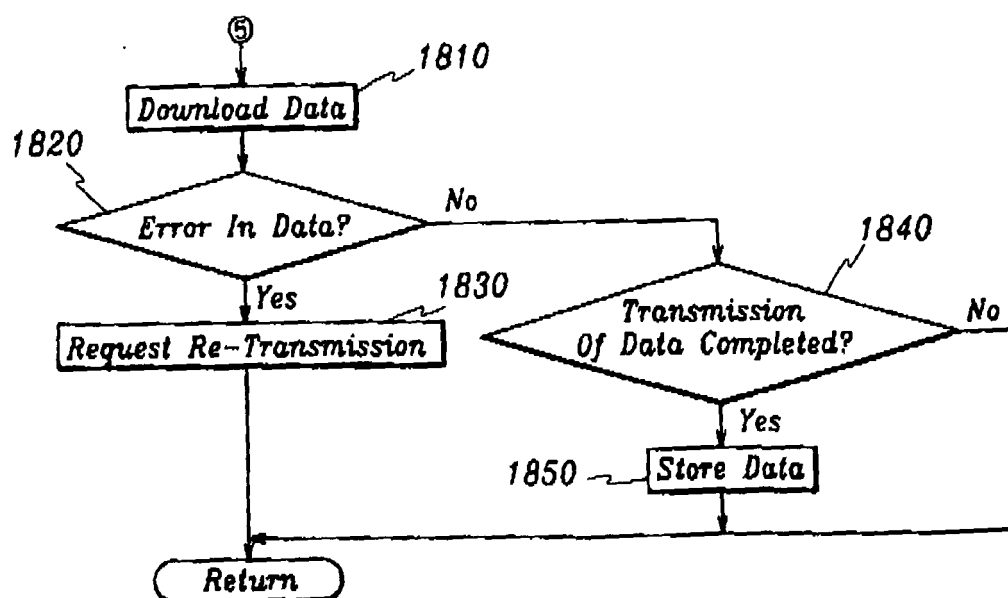 ⑤
1810
Download Data
1820
Error In Data?
No
1840
Yes
1830
Transmission
Of Data Completed?
No
Request Re-Transmission
Yes
1850
Store Data
Return